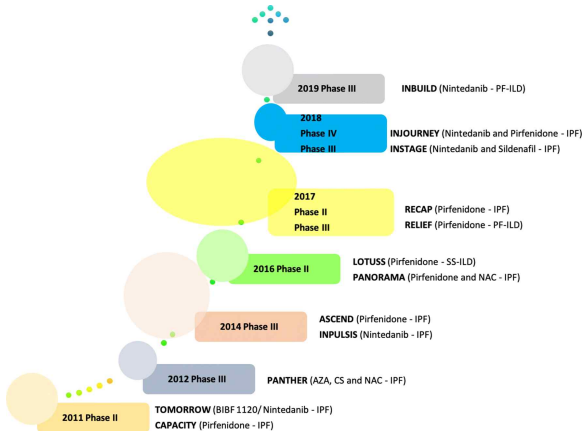 2019 Phase III
INBUILD (Nintedanib - PF-ILD)
2018
Phase IV
INJOURNEY (Nintedanib and Pirfenidone - IPF)
Phase III
INSTAGE (Nintedanib and Sildenafil - IPF)
2017
Phase II
RECAP (Pirfenidone - IPF)
Phase III
RELIEF (Pirfenidone - PF-ILD)
2016 Phase II
LOTUSS (Pirfenidone - SS-ILD)
PANORAMA (Pirfenidone and NAC - IPF)
2014 Phase III
ASCEND (Pirfenidone - IPF)
INPULSIS (Nintedanib - IPF)
2012 Phase III
PANTHER (AZA, CS and NAC - IPF)
2011 Phase II
TOMORROW (BIBF 1120/ Nintedanib - IPF)
CAPACITY (Pirfenidone - IPF)